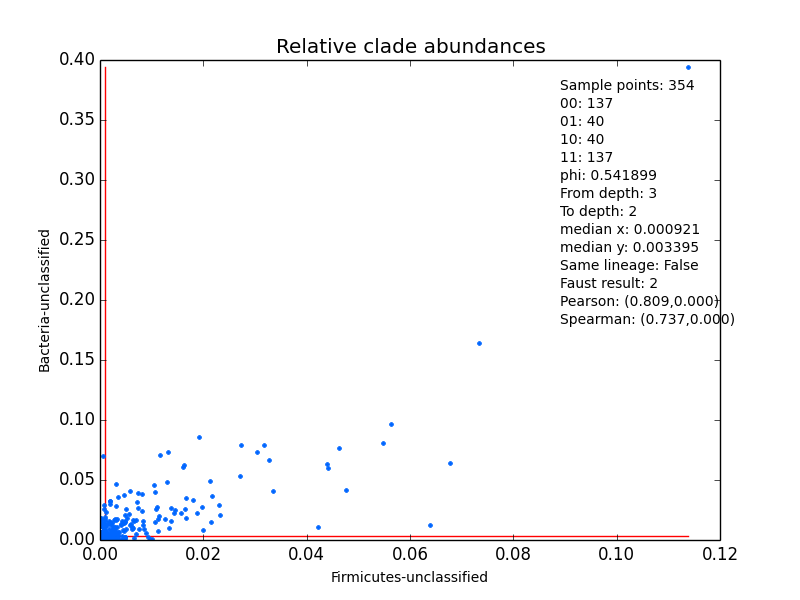 Relative clade abundances
0.40
0.35
0.30
0.25
0.20
0.15
0.10
0.05
0.00
Bacteria-unclassified
Sample points: 354
00: 137
01: 40
10: 40
11: 137
phi: 0.541899
From depth: 3
To depth: 2
median x: 0.000921
median y: 0.003395
Same lineage: False
Faust result: 2
Pearson: (0.809,0.000)
Spearman: (0.737,0.000)
0.00 0.02 0.04 0.06 0.08 0.10 0.12
Firmicutes-unclassified